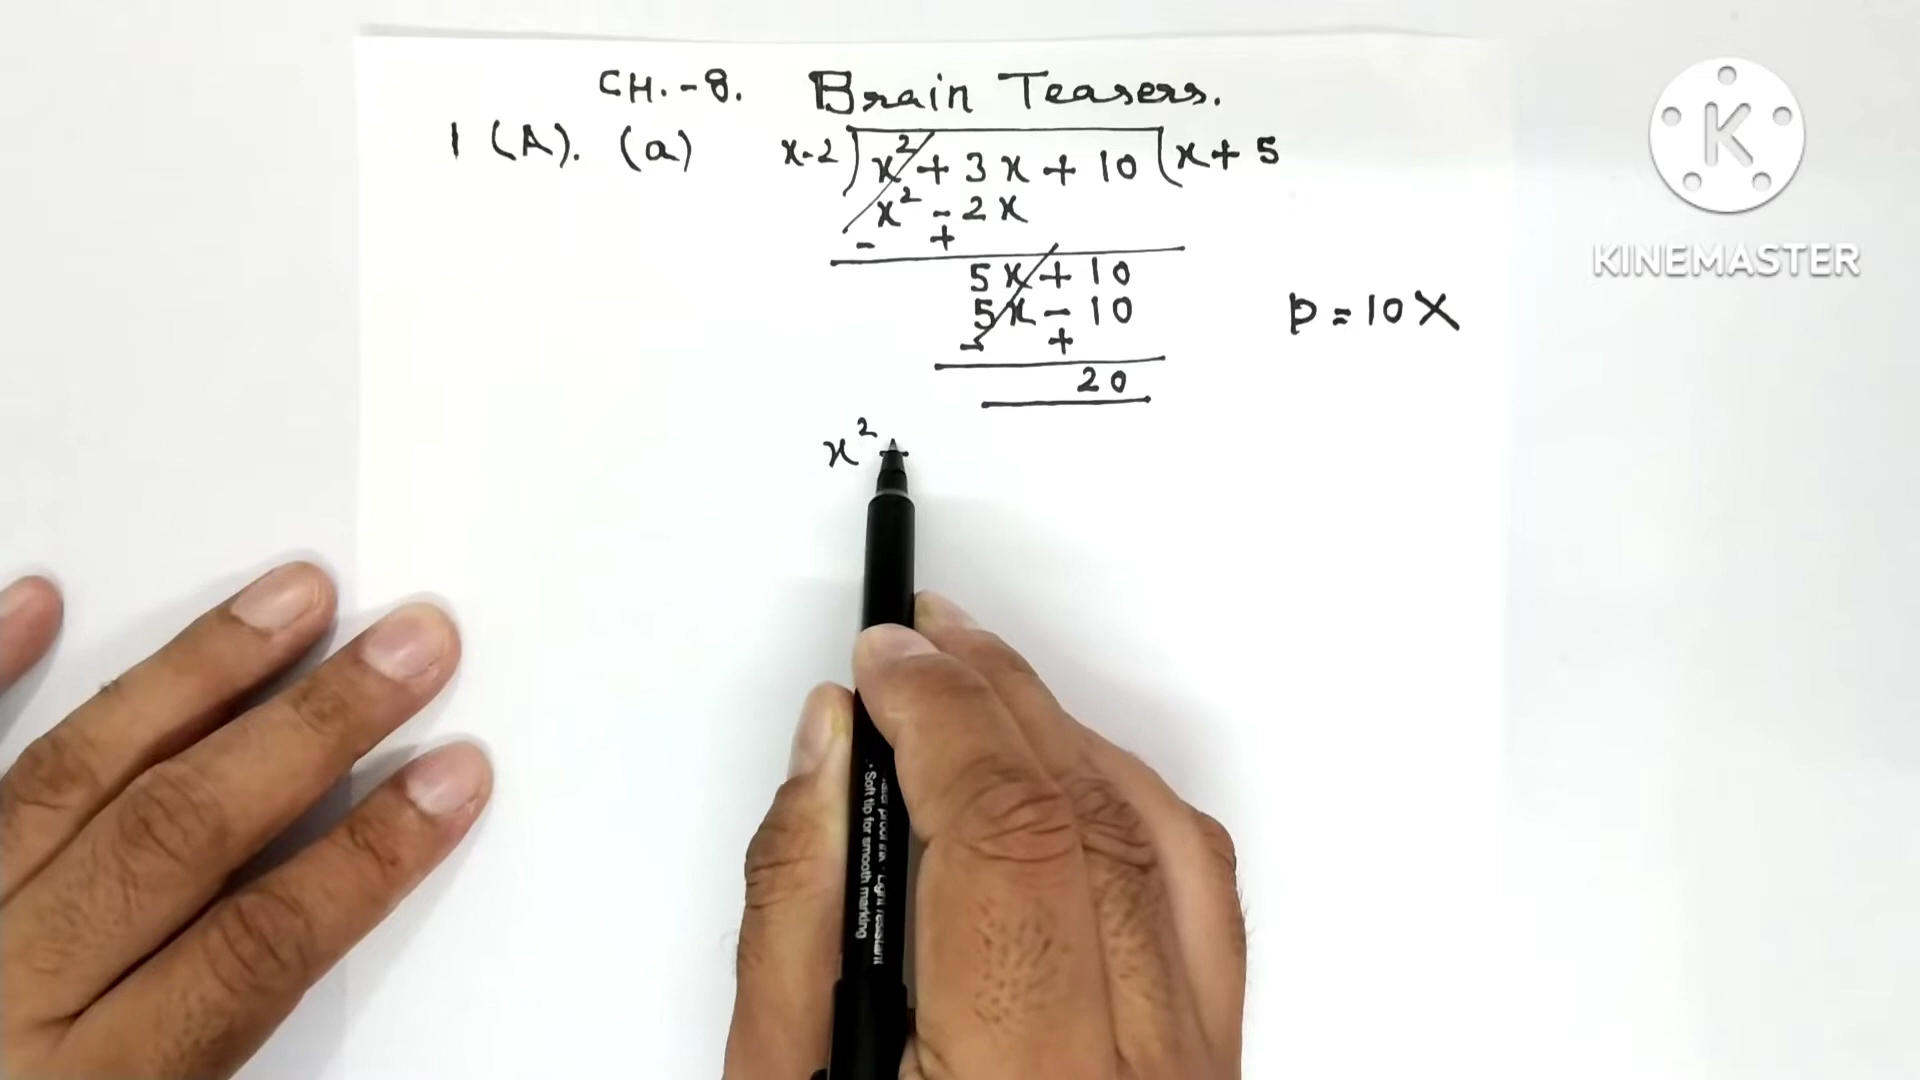 CH.-8. Brain Teasers.
1 (A). (a) x-2) x² + 3x + 10 (x + 5
x² - 2x
- +
5x + 10
5x - 10
- +
p = 10 X
20
x² +
K
KINEMASTER
Soft tip for smooth marking